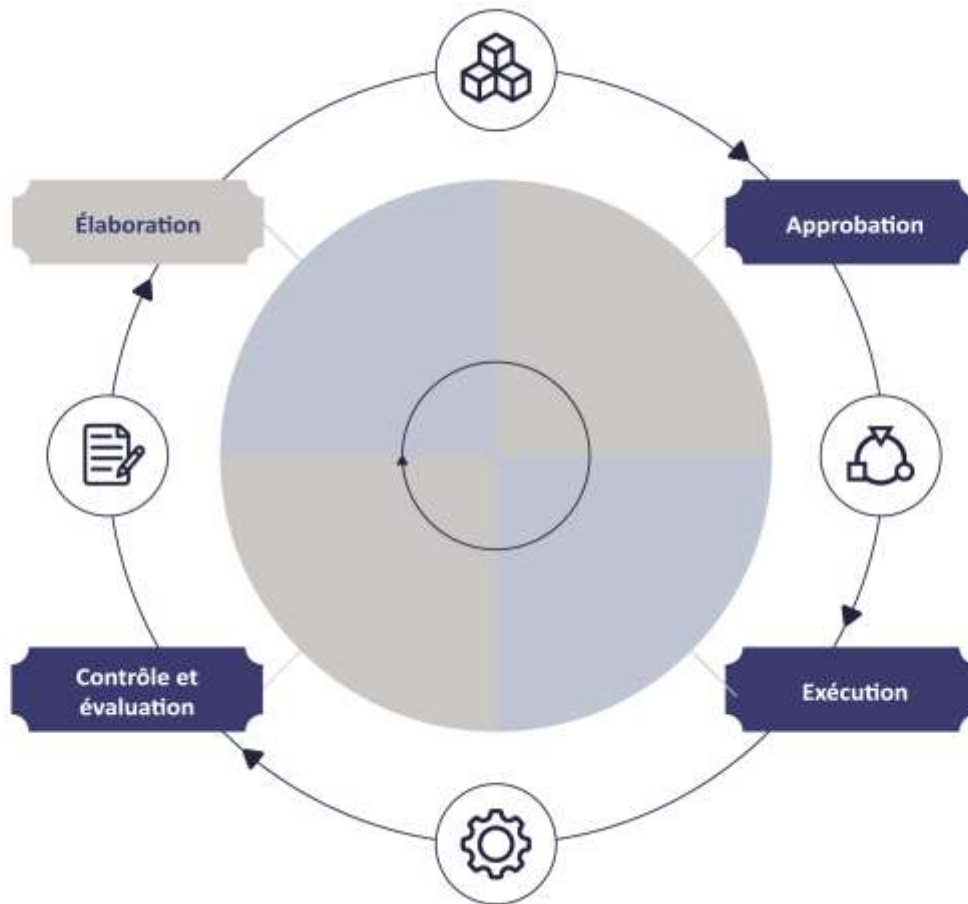 Élaboration
Approbation
Contrôle et
évaluation
Exécution